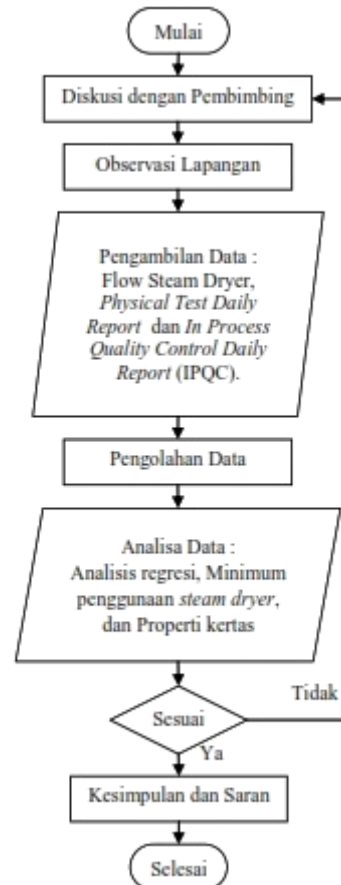 Mulai
Diskusi dengan Pembimbing
Observasi Lapangan
Pengambilan Data :
Flow Steam Dryer,
Physical Test Daily
Report dan In Process
Quality Control Daily
Report (IPQC).
Pengolahan Data
Analisa Data :
Analisis regresi, Minimum
penggunaan steam dryer,
dan Properti kertas
Tidak
Sesuai
Ya
Kesimpulan dan Saran
Selesai